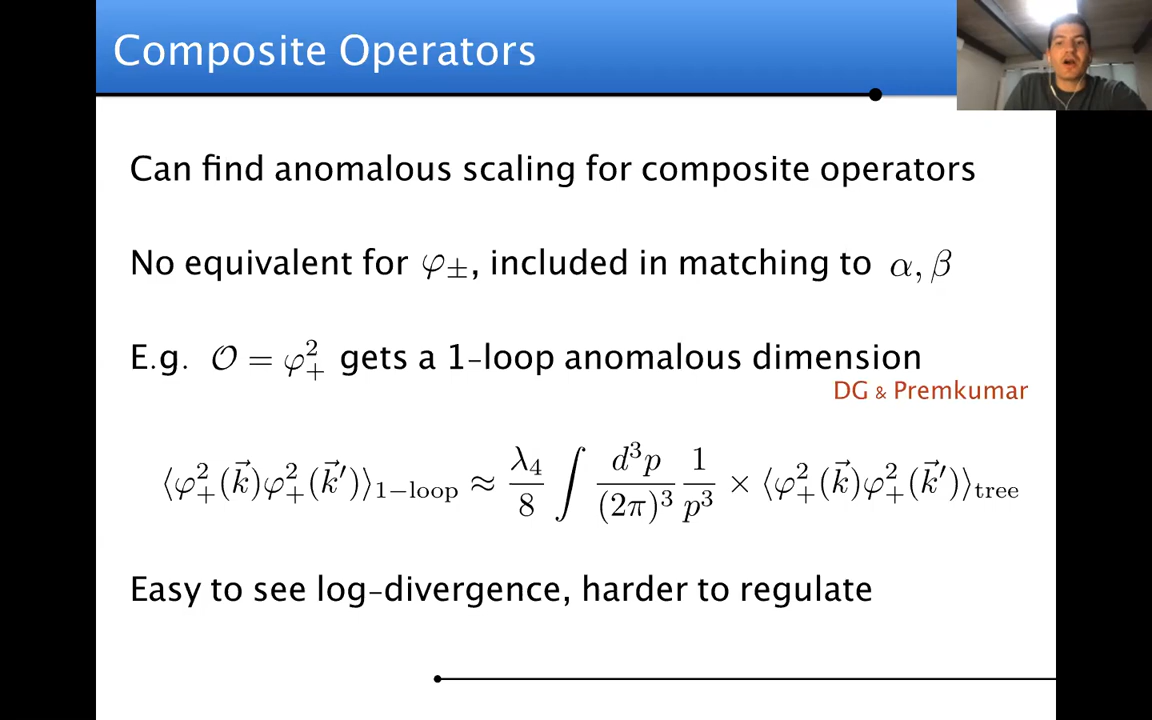 Composite Operators
Can find anomalous scaling for composite operators
No equivalent for φ±, included in matching to α, β
E.g. 𝒪 = φ₊² gets a 1-loop anomalous dimension
DG & Premkumar
⟨φ₊²(k⃗)φ₊²(k⃗′)⟩₁₋loop ≈ λ₄/8 ∫ d³p/(2π)³ 1/p³ × ⟨φ₊²(k⃗)φ₊²(k⃗′)⟩tree
Easy to see log-divergence, harder to regulate